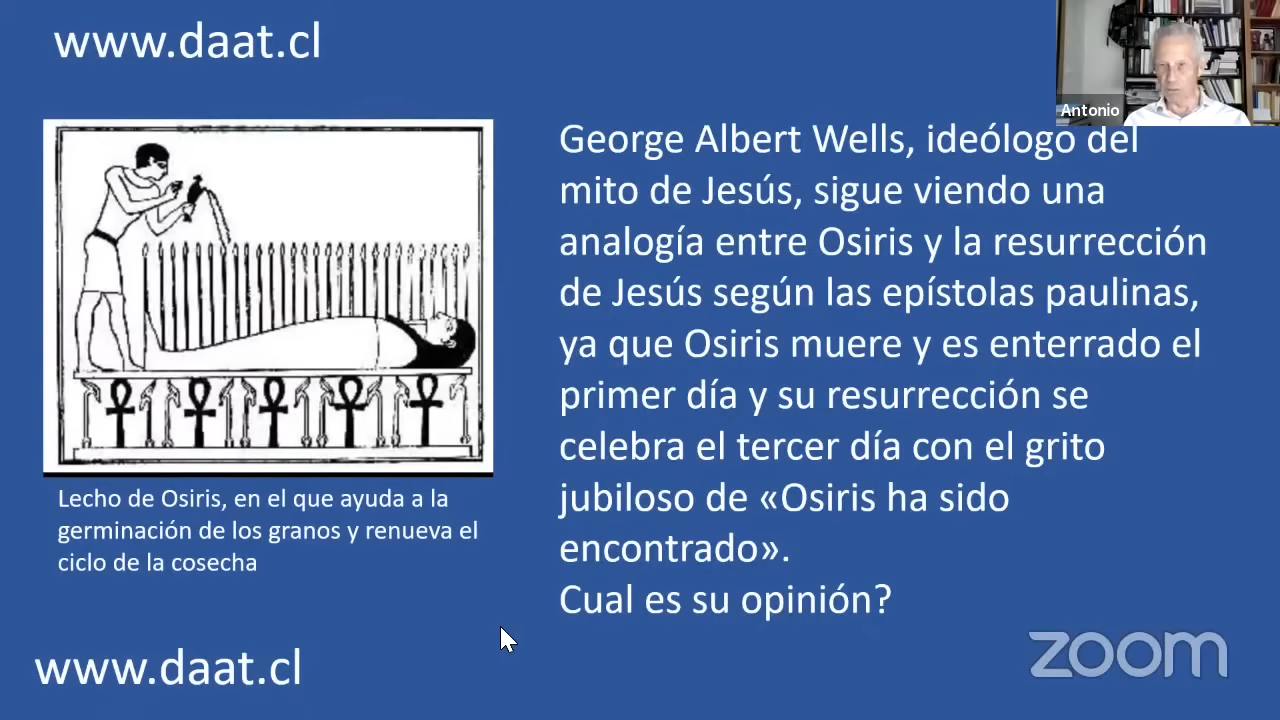 www.daat.cl
Antonio
George Albert Wells, ideólogo del
mito de Jesús, sigue viendo una
analogía entre Osiris y la resurrección
de Jesús según las epístolas paulinas,
ya que Osiris muere y es enterrado el
primer día y su resurrección se
celebra el tercer día con el grito
jubiloso de «Osiris ha sido
encontrado».
Cual es su opinión?
Lecho de Osiris, en el que ayuda a la
germinación de los granos y renueva el
ciclo de la cosecha
www.daat.cl
zoom